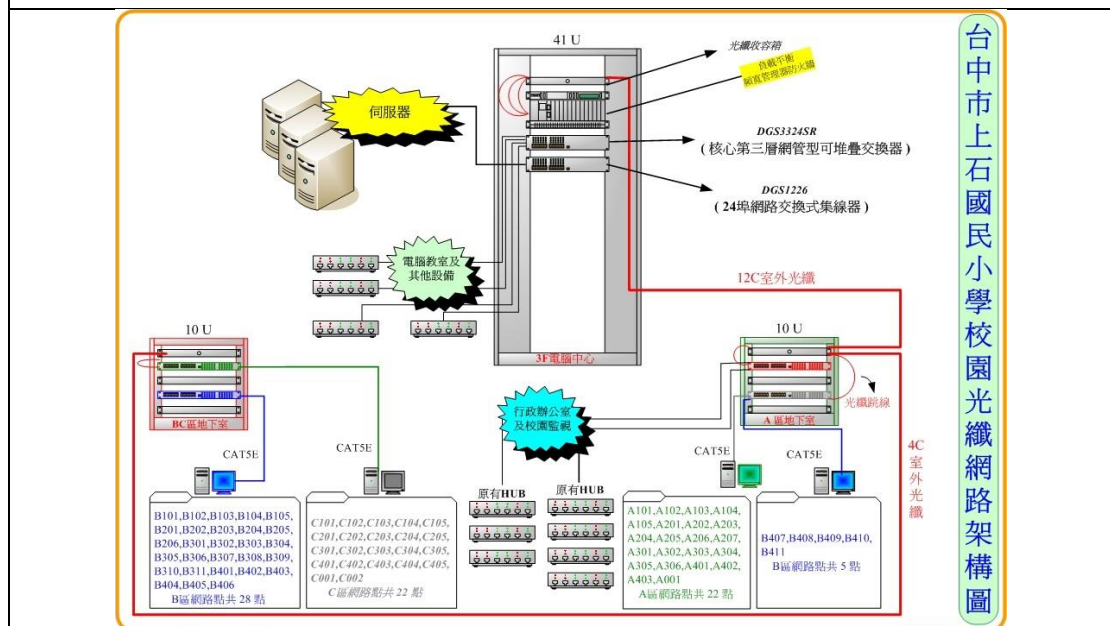 台中市上石國民小學校園光纖網路架構圖
41 U
光纖收容箱
負載平衡
頻寬管理器防火牆
伺服器
DGS3324SR
( 核心第三層網管型可堆疊交換器 )
DGS1226
( 24埠網路交換式集線器 )
電腦教室及
其他設備
12C室外光纖
3F電腦中心
10 U
BC區地下室
10 U
A 區地下室
光纖跳線
行政辦公室
及校園監視
4C室外光纖
CAT5E
CAT5E
CAT5E
CAT5E
原有HUB
原有HUB
B101,B102,B103,B104,B105,
B201,B202,B203,B204,B205,
B206,B301,B302,B303,B304,
B305,B306,B307,B308,B309,
B310,B311,B401,B402,B403,
B404,B405,B406
B區網路點共 28 點
C101,C102,C103,C104,C105,
C201,C202,C203,C204,C205,
C301,C302,C303,C304,C305,
C401,C402,C403,C404,C405,
C001,C002
C區網路點共 22 點
A101,A102,A103,A104,
A105,A201,A202,A203,
A204,A205,A206,A207,
A301,A302,A303,A304,
A305,A306,A401,A402,
A403,A001
A區網路點共 22 點
B407,B408,B409,B410,
B411
B區網路點共 5 點